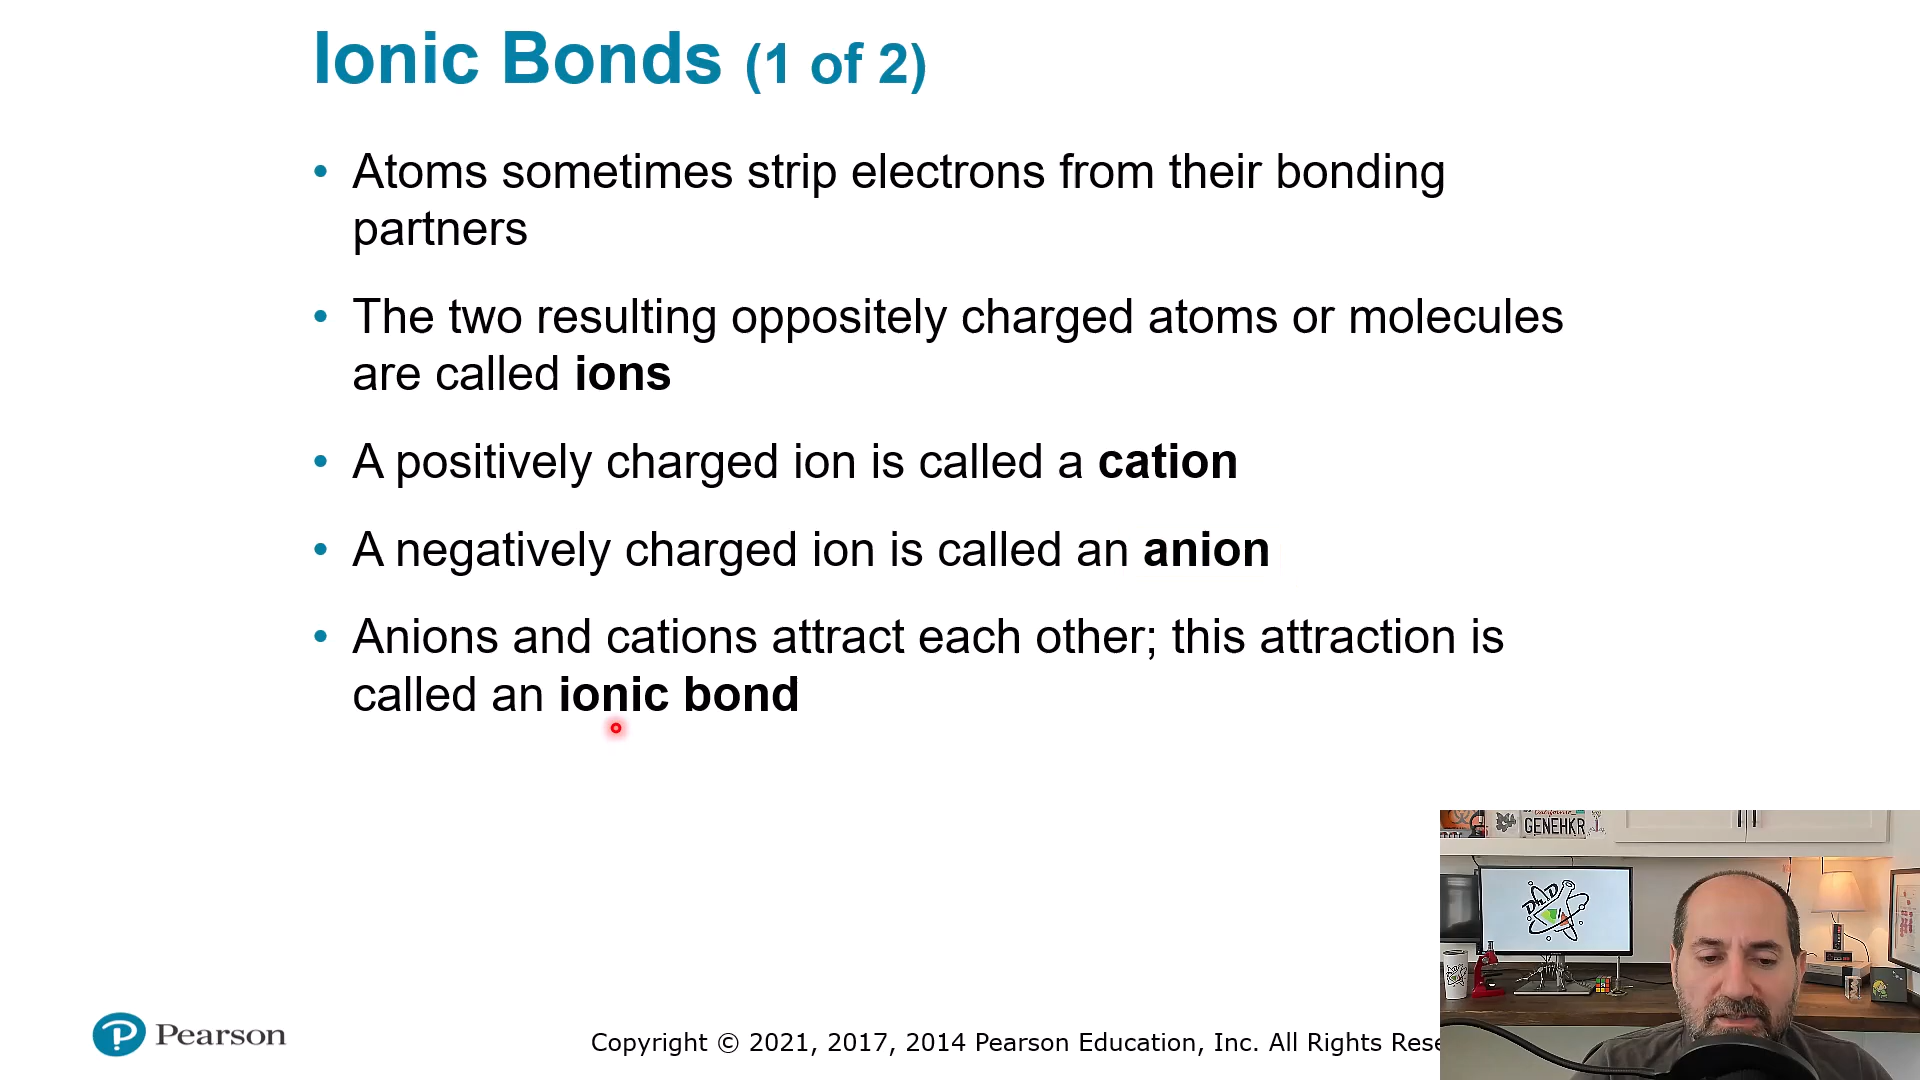 Ionic Bonds (1 of 2)
• Atoms sometimes strip electrons from their bonding
partners
• The two resulting oppositely charged atoms or molecules
are called ions
• A positively charged ion is called a cation
• A negatively charged ion is called an anion
• Anions and cations attract each other; this attraction is
called an ionic bond
GENEHKR
Pearson
Copyright © 2021, 2017, 2014 Pearson Education, Inc. All Rights Rese